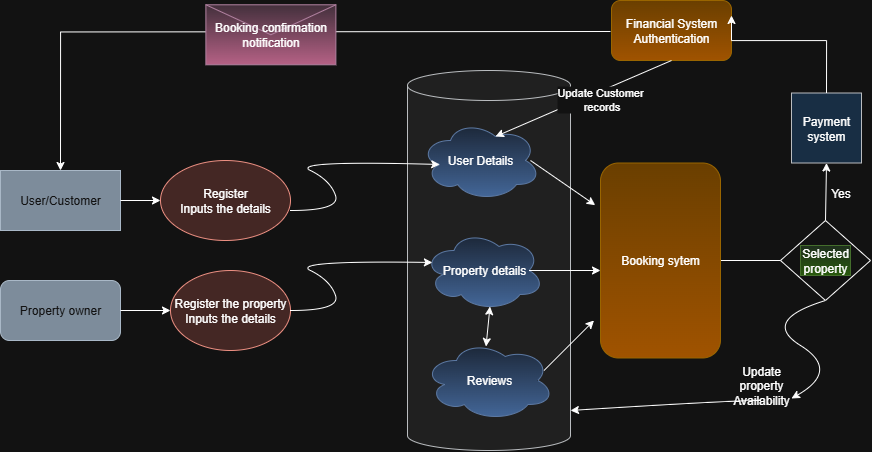 Booking confirmation
notification
Financial System
Authentication
Update Customer
records
Payment
system
User Details
User/Customer
Register
Inputs the details
Yes
Selected
property
Booking sytem
Property details
Property owner
Register the property
Inputs the details
Reviews
Update
property
Availability